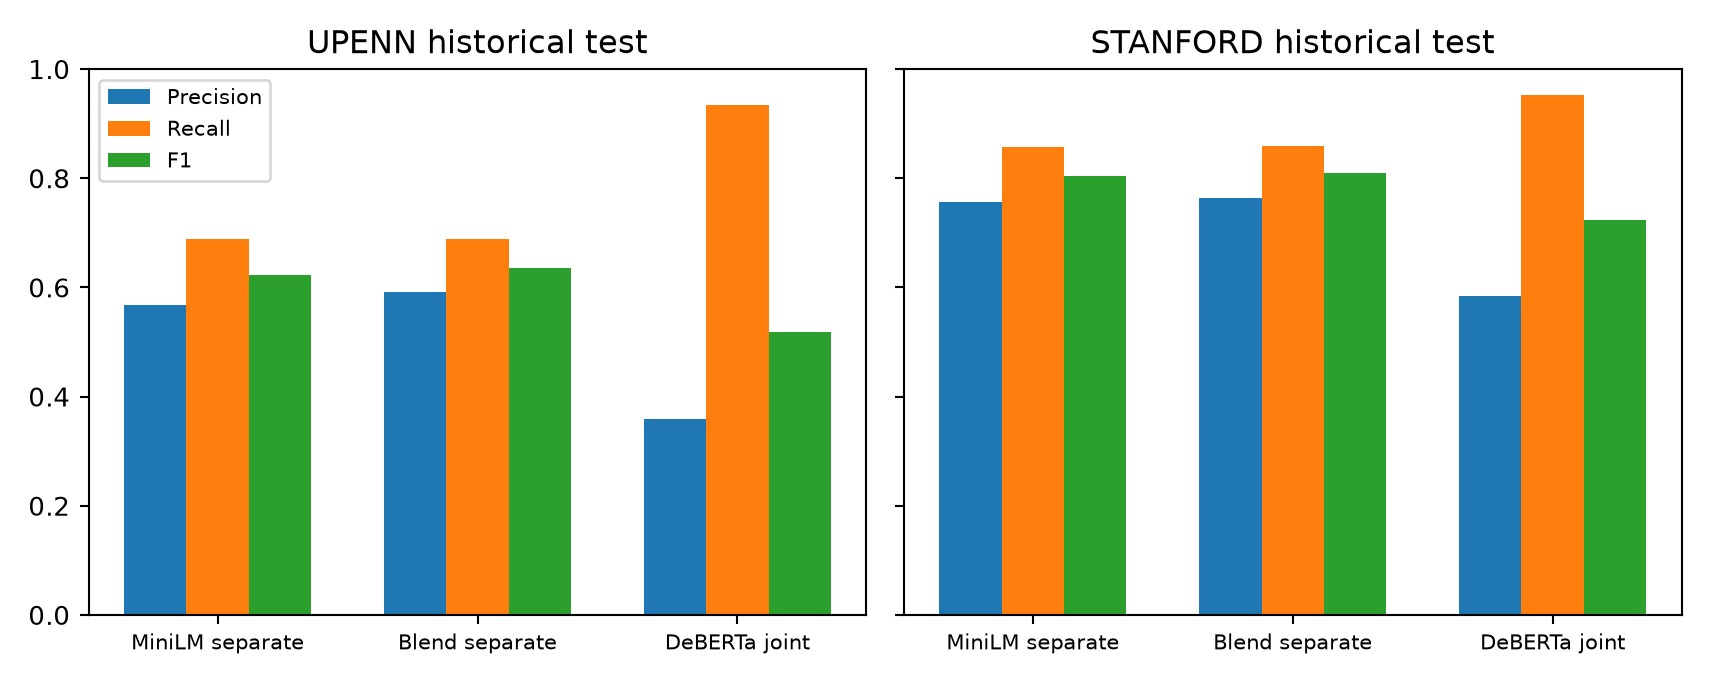 UPENN historical test
1.0
0.8
0.6
0.4
0.2
0.0
Precision
Recall
F1
MiniLM separate
Blend separate
DeBERTa joint
STANFORD historical test
MiniLM separate
Blend separate
DeBERTa joint